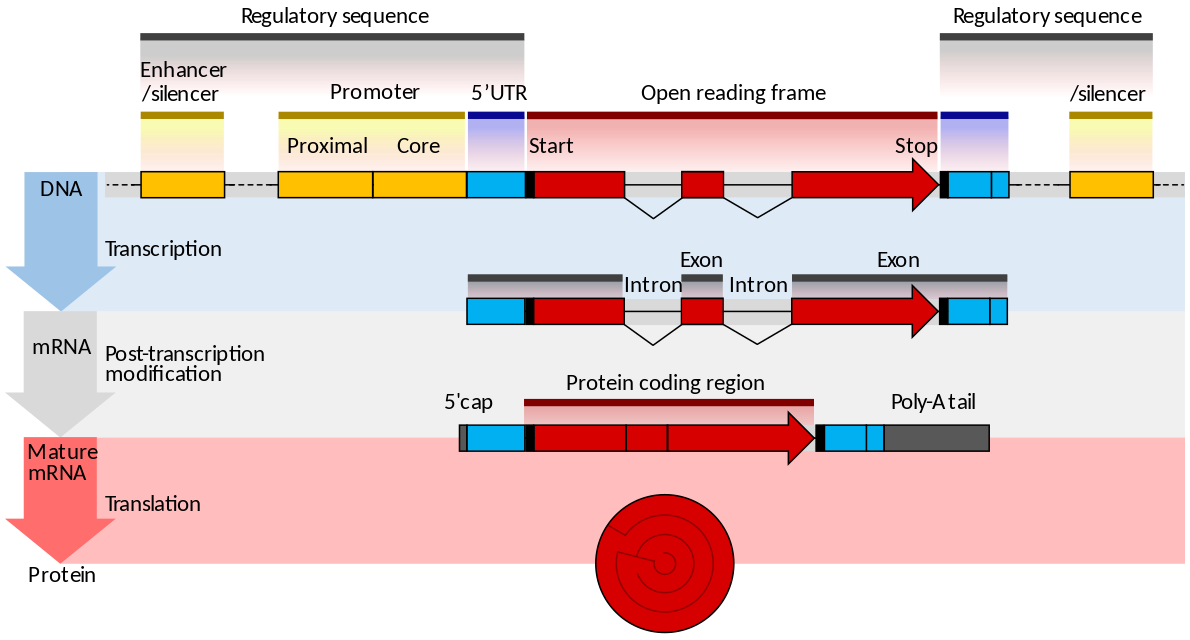 Regulatory sequence
Regulatory sequence
Enhancer
/silencer
Promoter
5’UTR
Open reading frame
/silencer
Proximal
Core
Start
Stop
DNA
Transcription
Exon
Exon
Intron
Intron
mRNA
Post-transcription
modification
Protein coding region
5'cap
Poly-A tail
Mature
mRNA
Translation
Protein